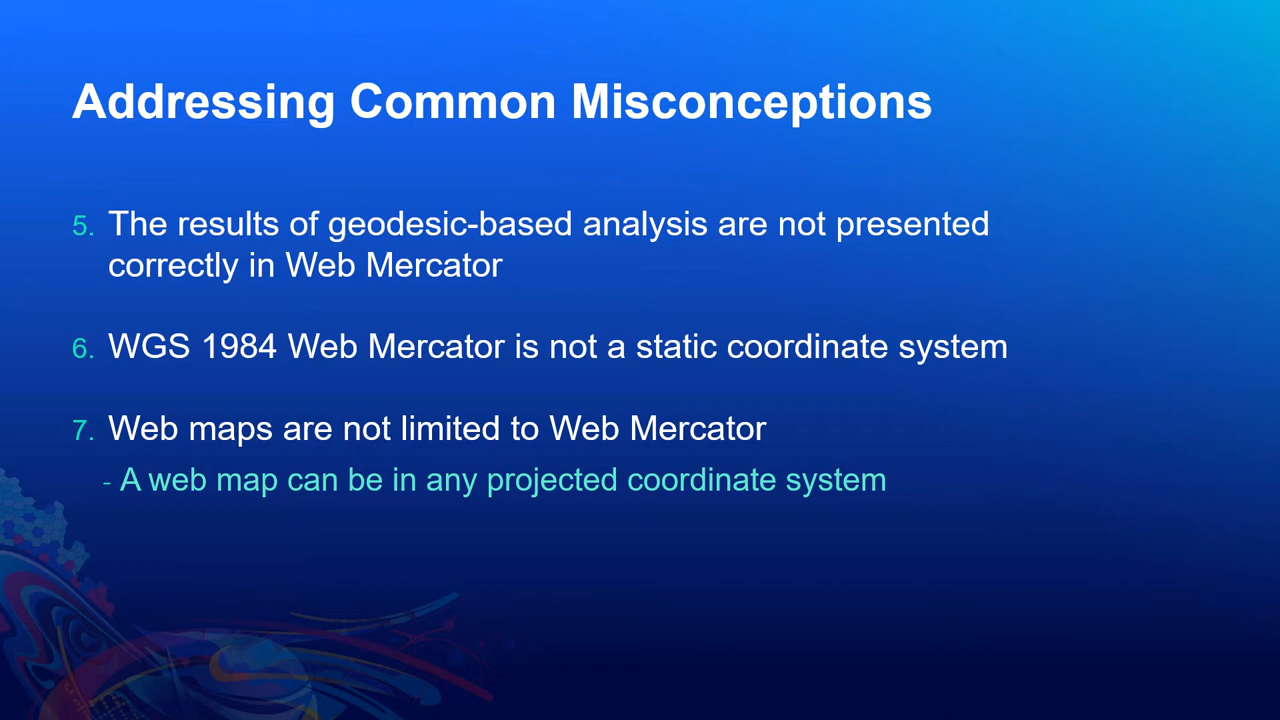 Addressing Common Misconceptions
5. The results of geodesic-based analysis are not presented
correctly in Web Mercator
6. WGS 1984 Web Mercator is not a static coordinate system
7. Web maps are not limited to Web Mercator
- A web map can be in any projected coordinate system